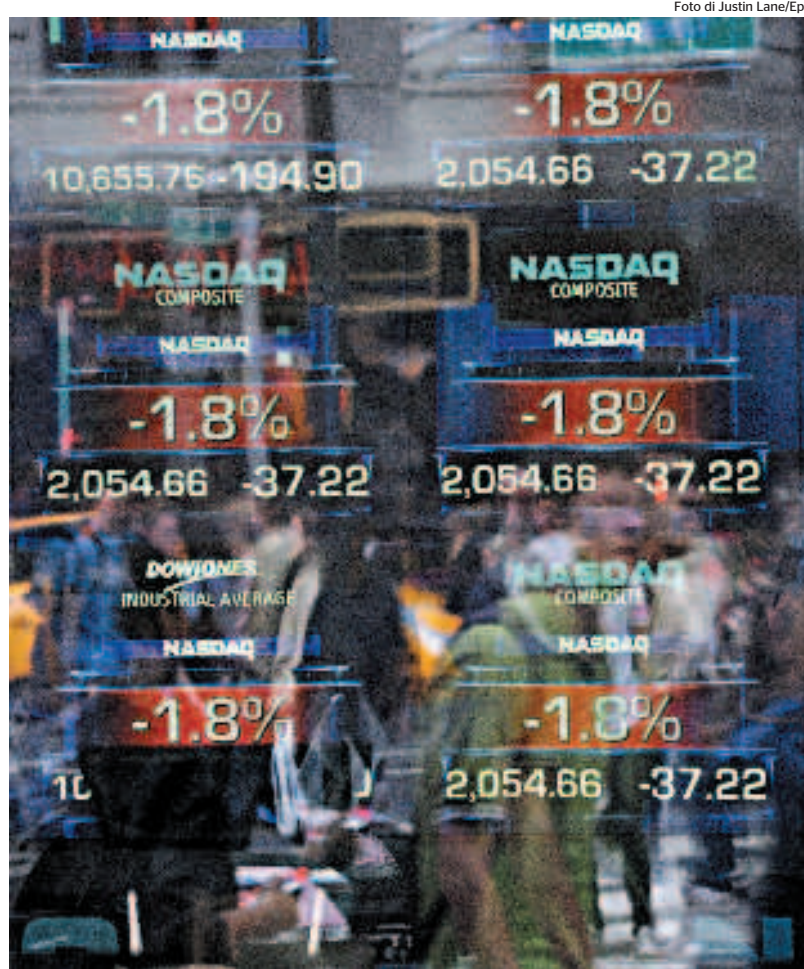 Foto di Justin Lane/Ep
NASDAQ NASDAQ
-1.8% -1.8%
10,655.76 -194.90 2,054.66 -37.22
NASDAQ NASDAQ
COMPOSITE COMPOSITE
NASDAQ NASDAQ
-1.8% -1.8%
2,054.66 -37.22 2,054.66 -37.22
DOWJONES NASDAQ
INDUSTRIAL AVERAGE COMPOSITE
NASDAQ NASDAQ
-1.8% -1.8%
10 2,054.66 -37.22